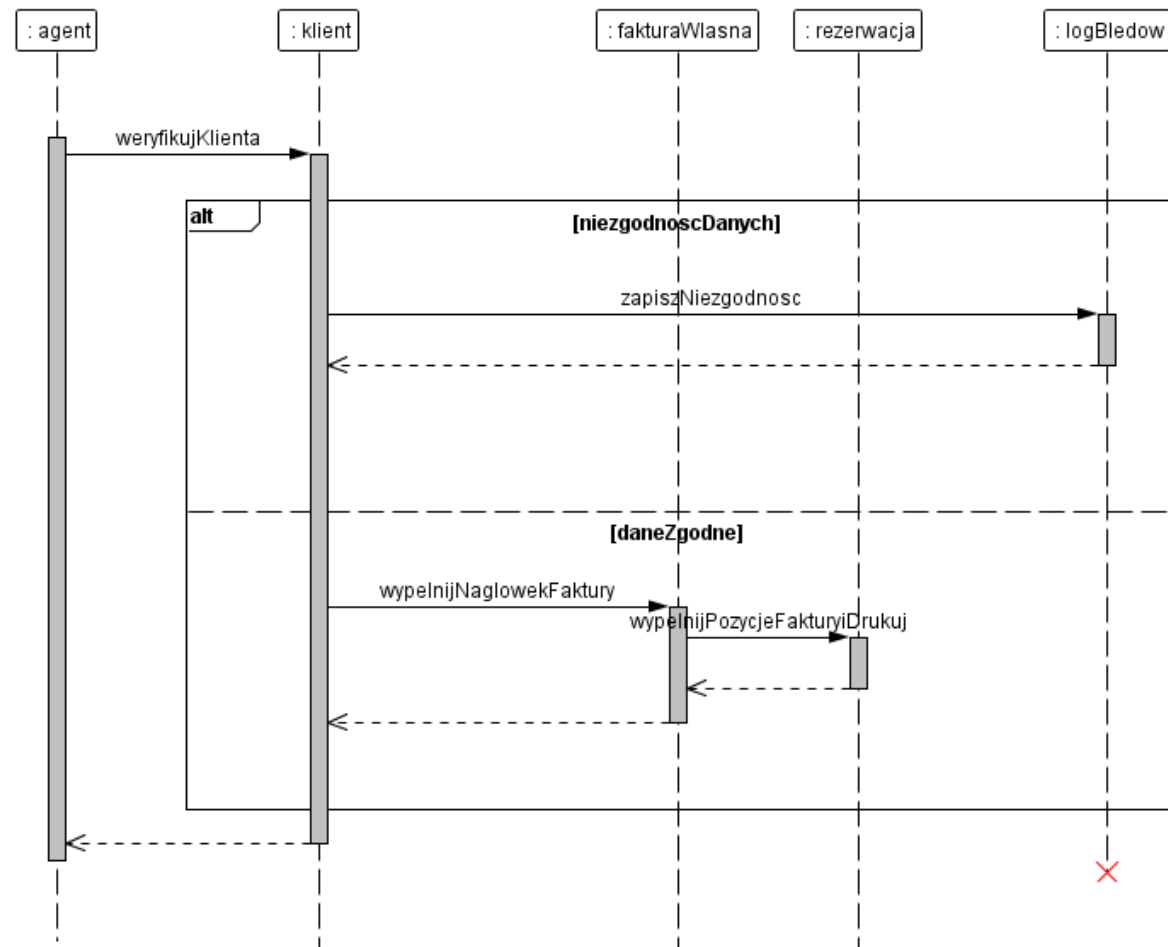 : agent
: klient
: fakturaWlasna
: rezerwacja
: logBledow
weryfikujKlienta
alt
[niezgodnoscDanych]
zapiszNiezgodnosc
[daneZgodne]
wypelnijNaglowekFaktury
wypelnijPozycjeFakturyiDrukuj